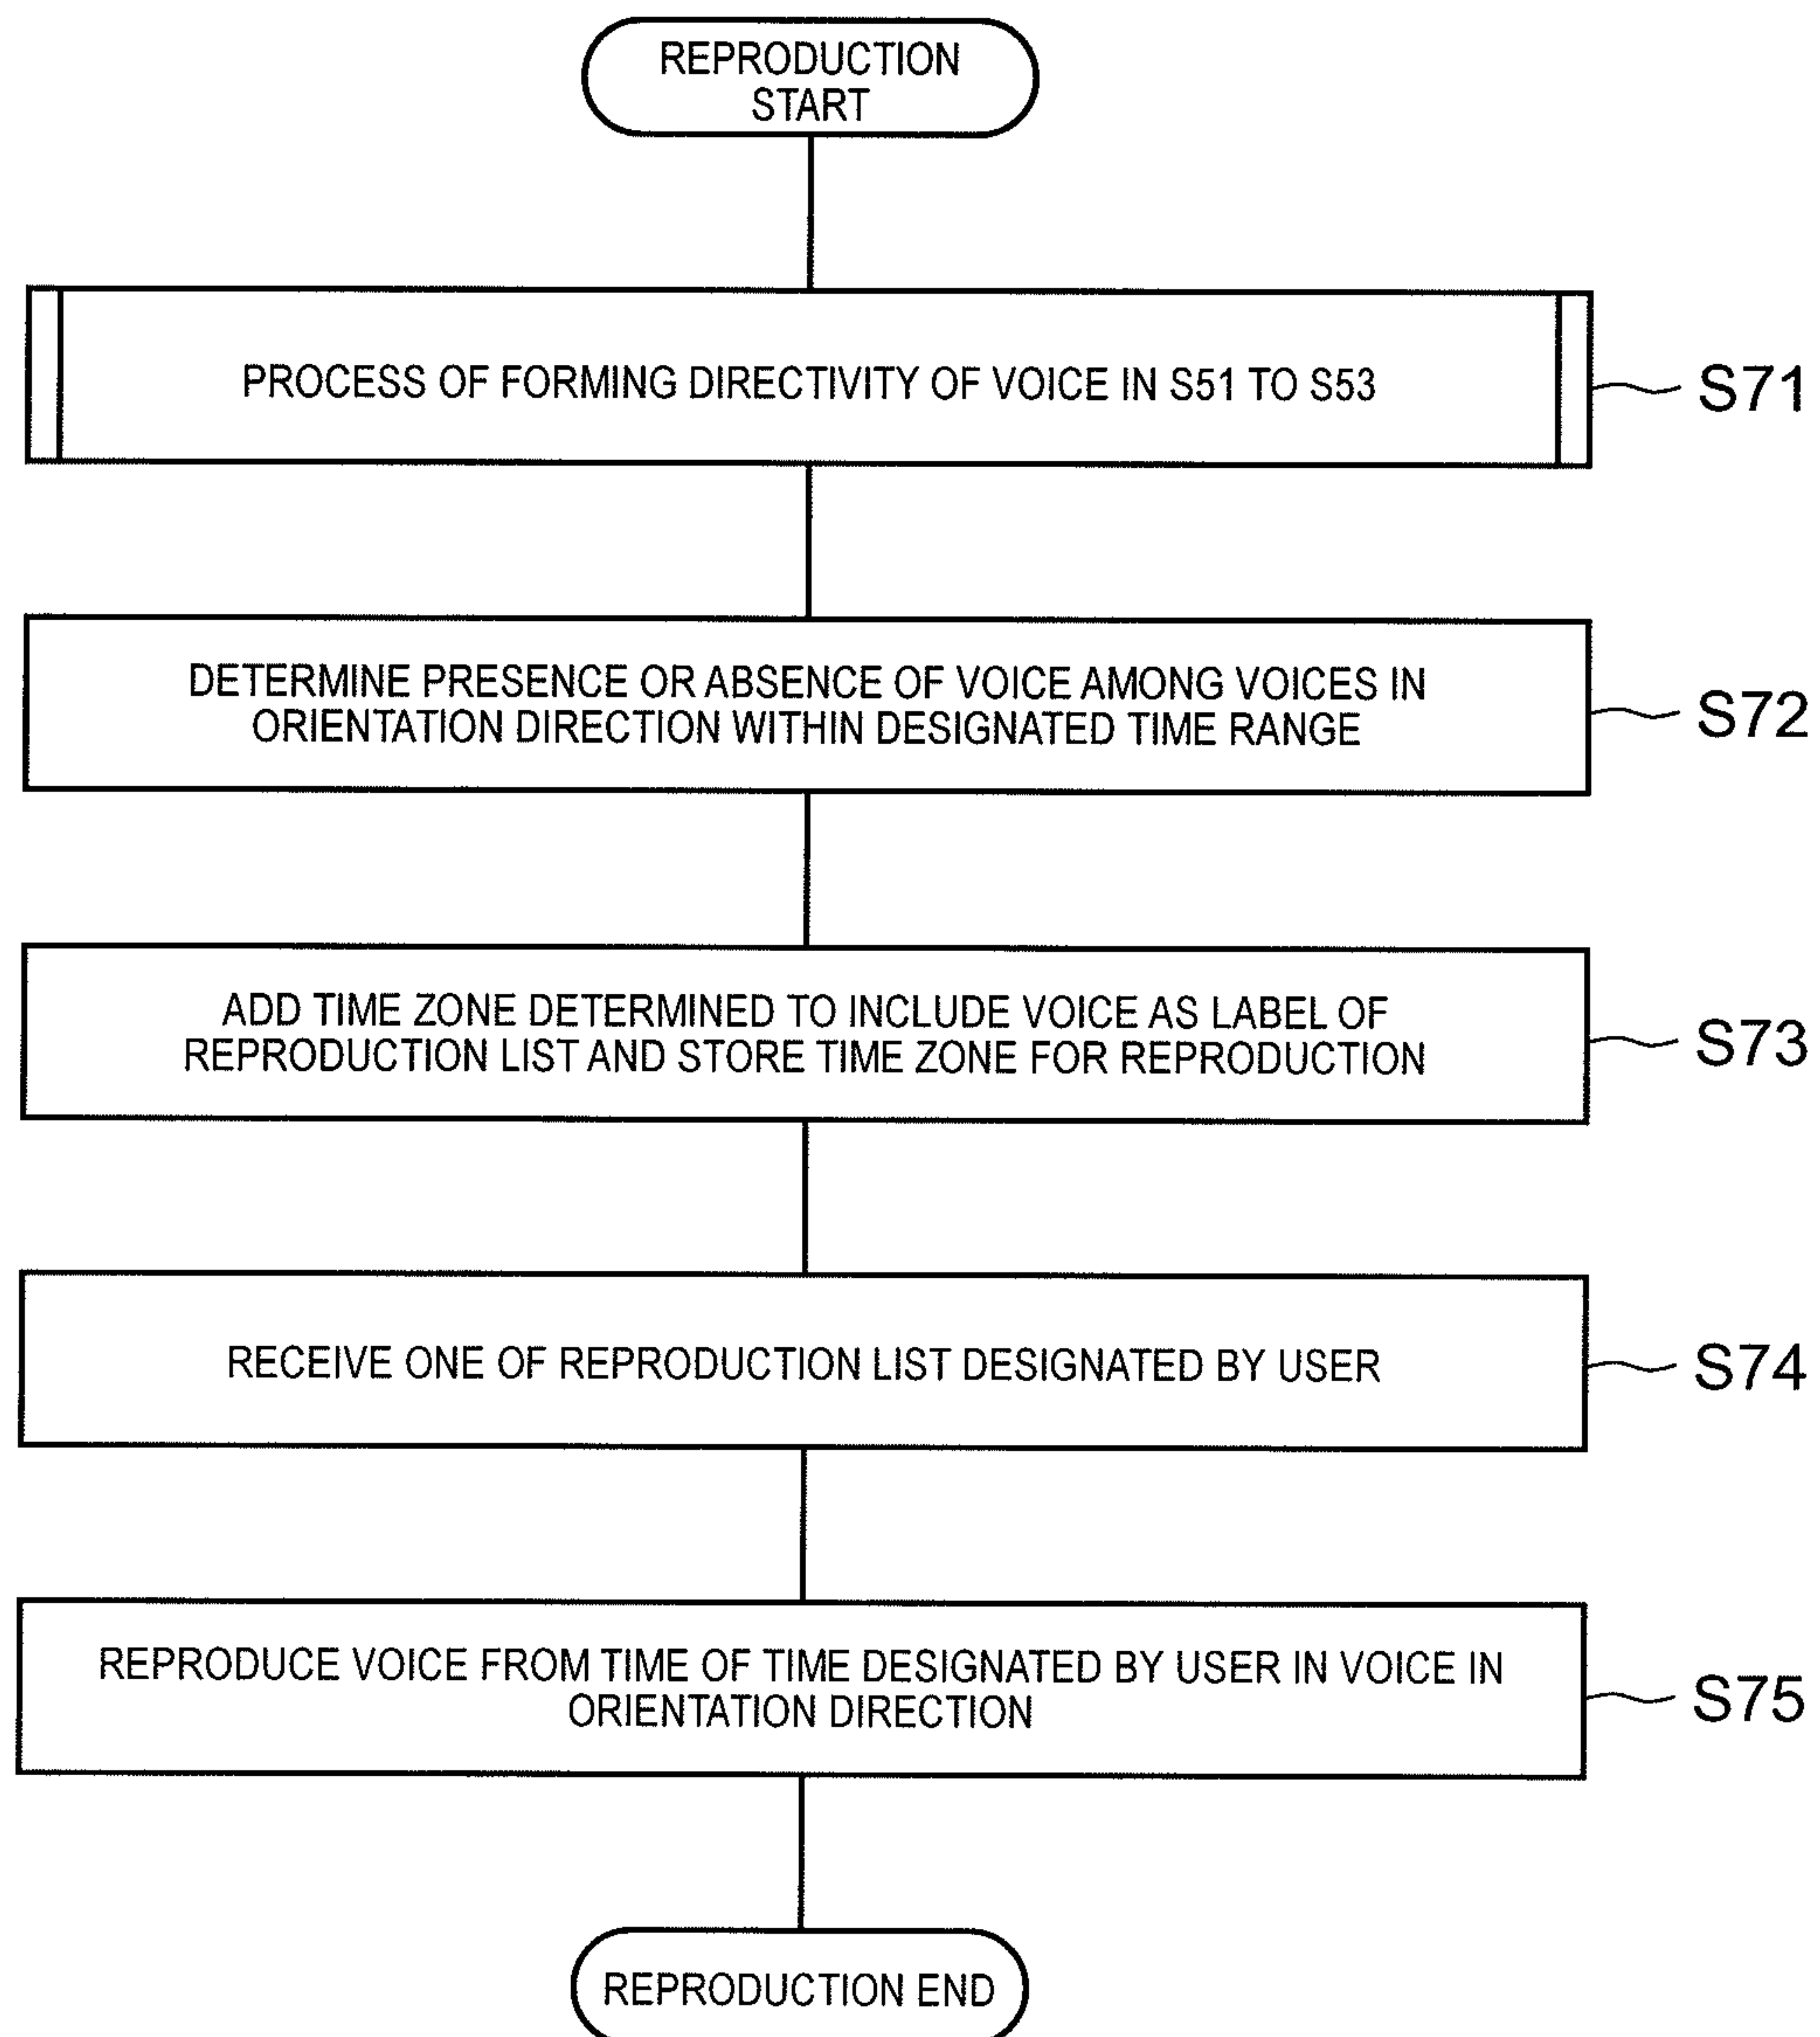 REPRODUCTION
START
PROCESS OF FORMING DIRECTIVITY OF VOICE IN S51 TO S53
S71
DETERMINE PRESENCE OR ABSENCE OF VOICE AMONG VOICES IN
ORIENTATION DIRECTION WITHIN DESIGNATED TIME RANGE
S72
ADD TIME ZONE DETERMINED TO INCLUDE VOICE AS LABEL OF
REPRODUCTION LIST AND STORE TIME ZONE FOR REPRODUCTION
S73
RECEIVE ONE OF REPRODUCTION LIST DESIGNATED BY USER
S74
REPRODUCE VOICE FROM TIME OF TIME DESIGNATED BY USER IN VOICE IN
ORIENTATION DIRECTION
S75
REPRODUCTION END